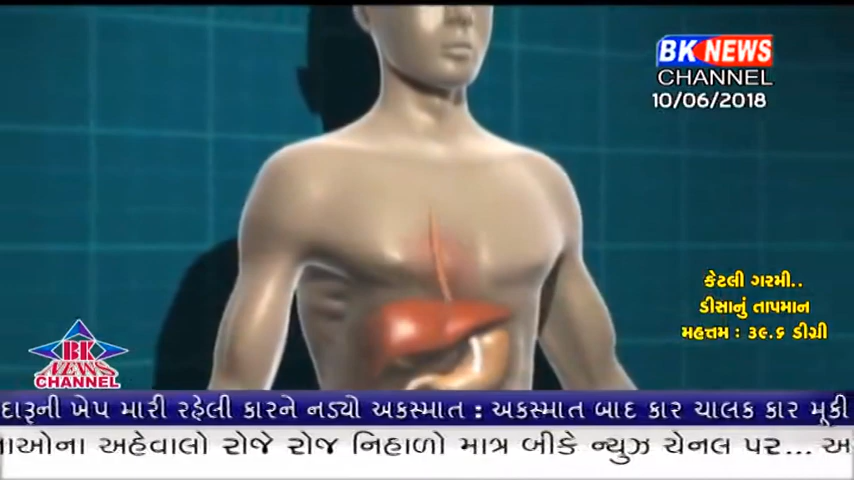 BK NEWS
CHANNEL
10/06/2018
કેટલી ગરમી..
ડીસાનું તાપમાન
મહત્તમ : ૩૯.૬ ડીગ્રી
BK
NEWS
CHANNEL
દારૂની ખેપ મારી રહેલી કારને નડ્યો અકસ્માત : અકસ્માત બાદ કાર ચાલક કાર મૂકી
અહેવાલો રોજે રોજ નિહાળો માત્ર બીકે ન્યુઝ ચેનલ પર... અ